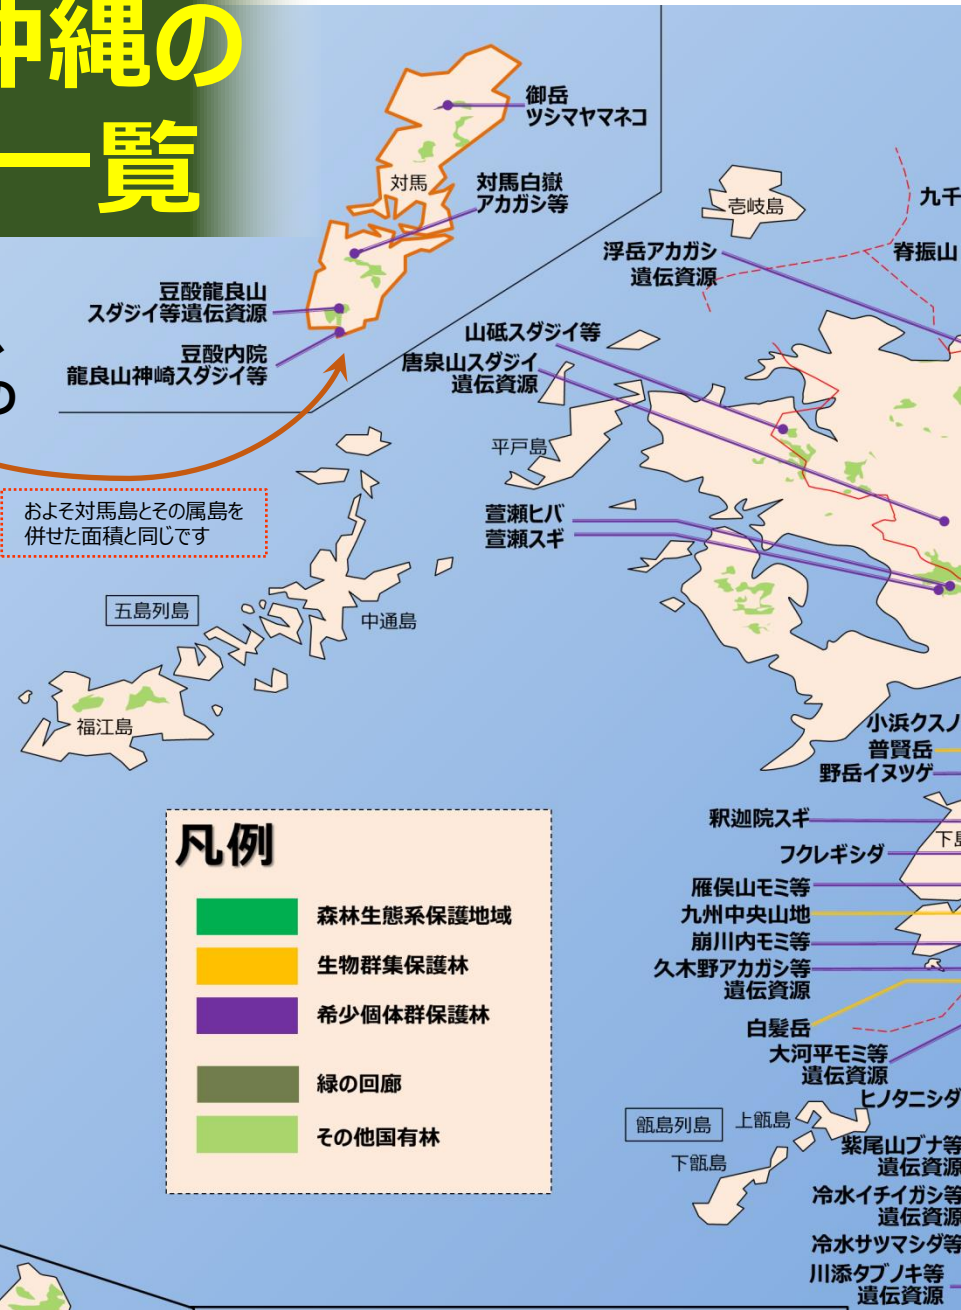 沖縄の
一覧
御岳
ツシマヤマネコ
対馬
対馬白嶽
アカガシ等
壱岐島
九千
脊振山
浮岳アカガシ
遺伝資源
豆酘龍良山
スダジイ等遺伝資源
豆酘内院
龍良山神崎スダジイ等
山砥スダジイ等
唐泉山スダジイ
遺伝資源
平戸島
およそ対馬島とその属島を
併せた面積と同じです
萱瀬ヒバ
萱瀬スギ
五島列島
中通島
福江島
小浜クスノ
普賢岳
野岳イヌツゲ
釈迦院スギ
下島
フクレギシダ
雁俣山モミ等
九州中央山地
崩川内モミ等
久木野アカガシ等
遺伝資源
白髪岳
大河平モミ等
遺伝資源
ヒノタニシダ
凡例
森林生態系保護地域
生物群集保護林
希少個体群保護林
緑の回廊
その他国有林
甑島列島
上甑島
下甑島
紫尾山ブナ等
遺伝資源
冷水イチイガシ等
遺伝資源
冷水サツマシダ等
川添タブノキ等
遺伝資源